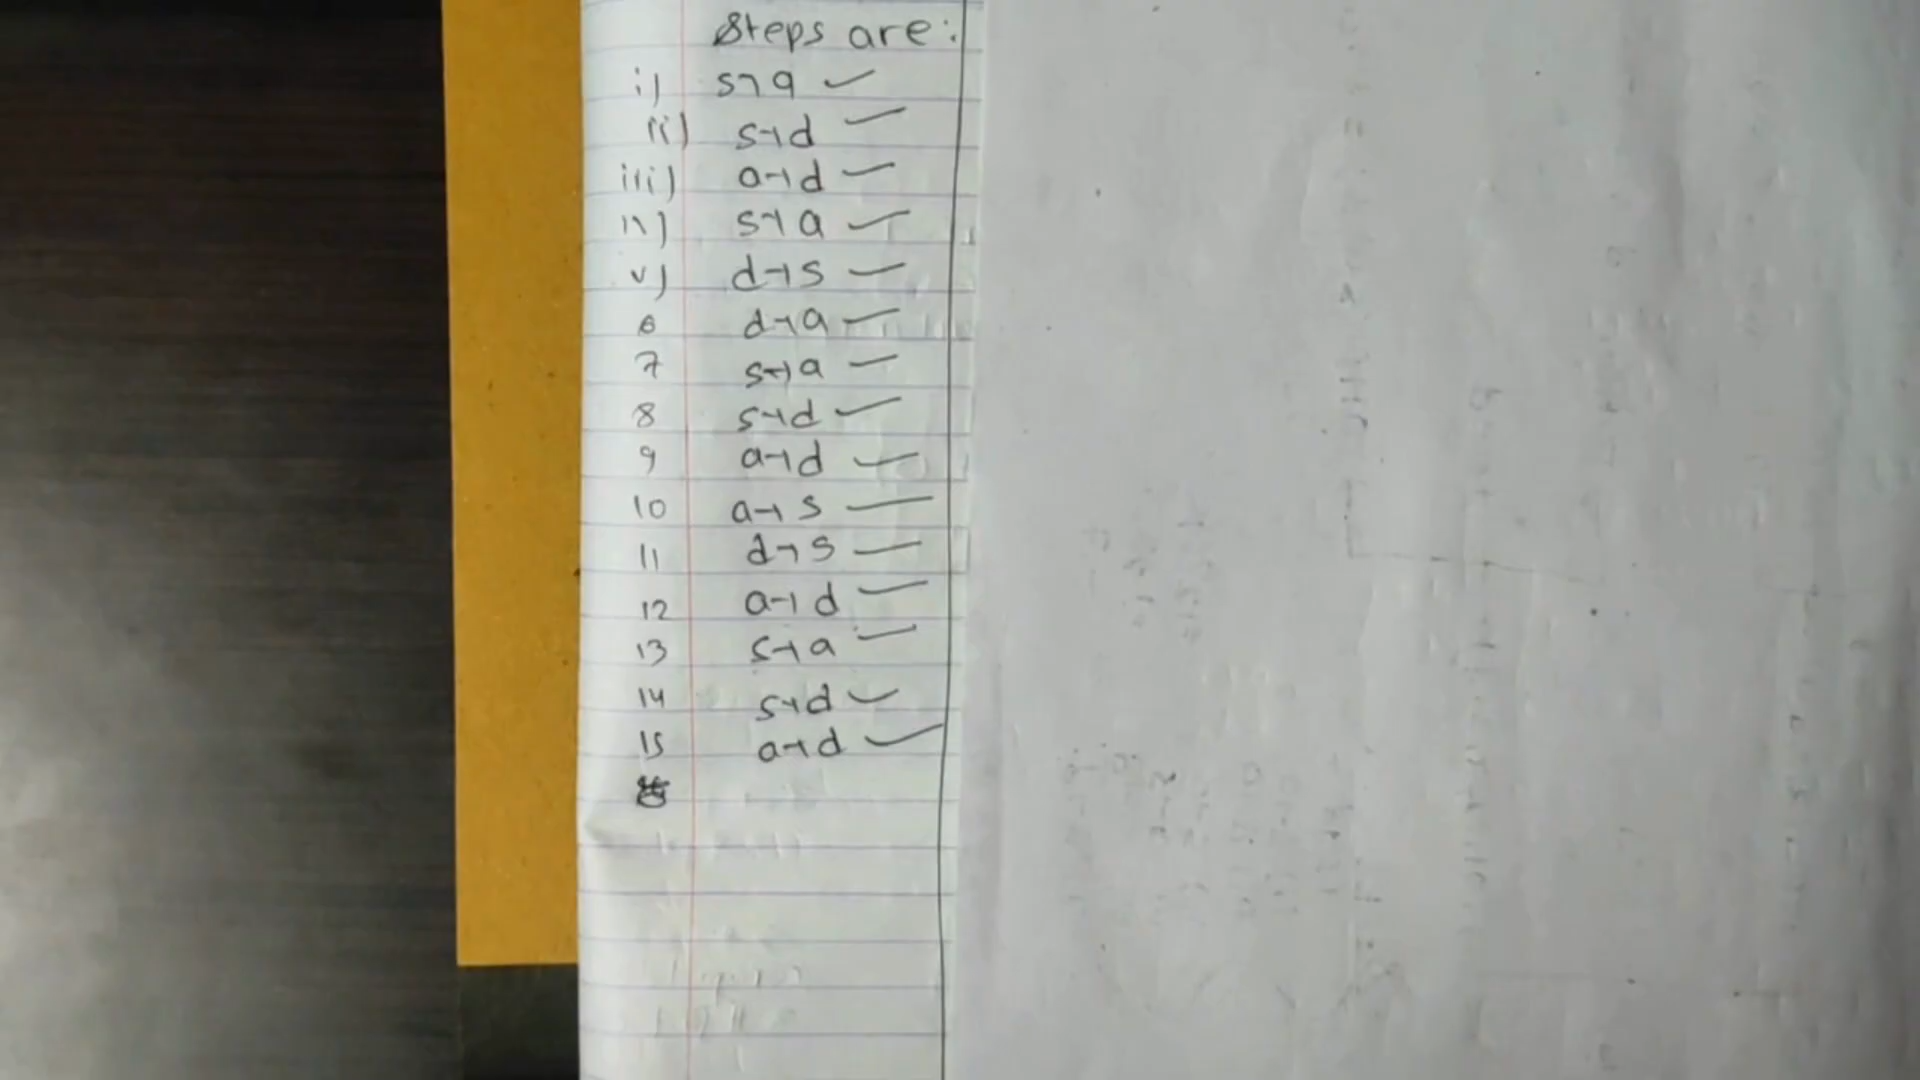 Steps are:
i) s→a ✓
ii) s→d ✓
iii) a→d ✓
iv) s→a ✓
v) d→s ✓
6 d→a ✓
7 s→a ✓
8 s→d ✓
9 a→d ✓
10 a→s ✓
11 d→s ✓
12 a→d ✓
13 s→a ✓
14 s→d ✓
15 a→d ✓